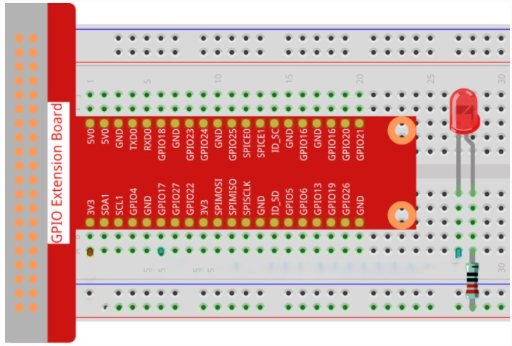 GPIO Extension Board
1
5
10
15
20
25
30
5V0
5V0
GND
TXD0
RXD0
GPIO18
GND
GPIO23
GPIO24
GND
GPIO25
SPICE0
SPICE1
ID_SC
GND
GPIO16
GND
GPIO16
GPIO20
GPIO21
3V3
SDA1
SCL1
GPIO4
GND
GPIO17
GPIO27
GPIO22
3V3
SPIMOSI
SPIMISO
SPISCLK
GND
ID_SD
GPIO5
GPIO6
GPIO13
GPIO19
GPIO26
GND
30